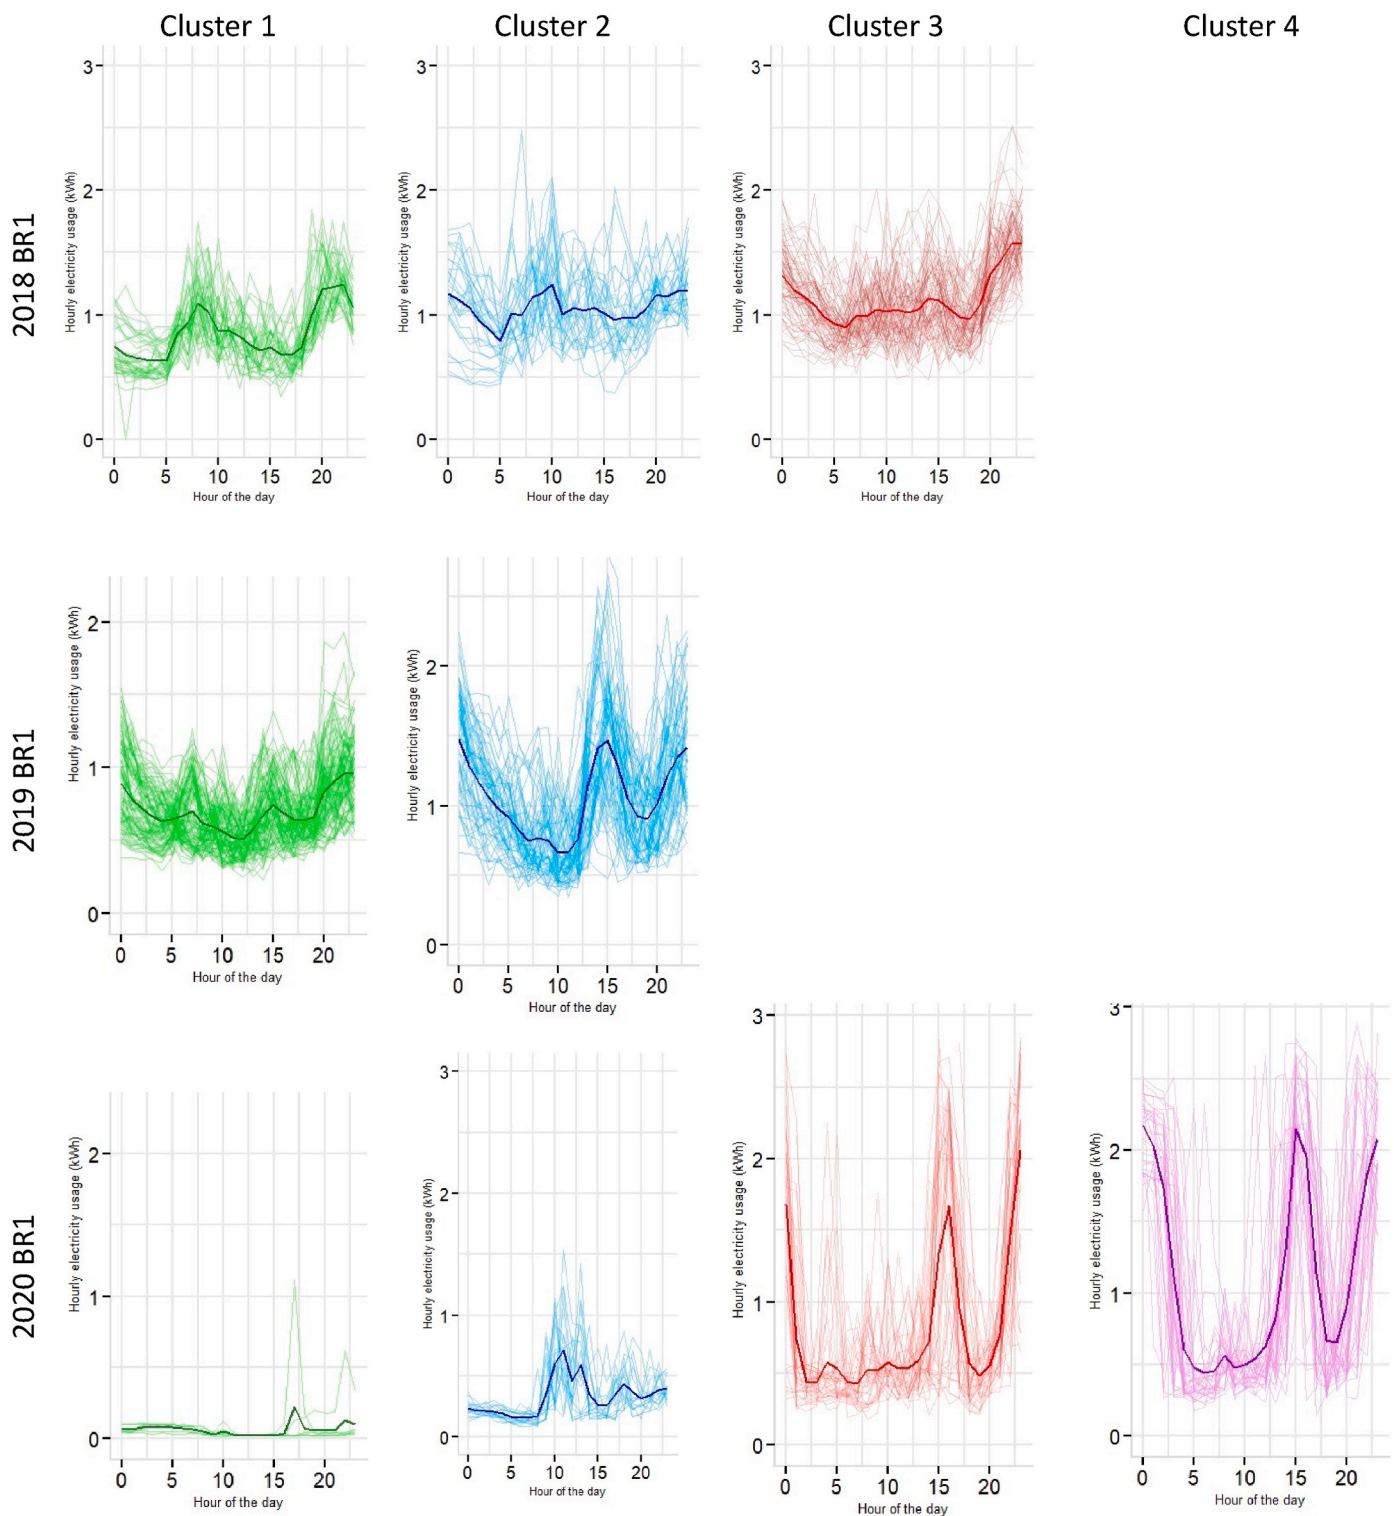 Cluster 1
Cluster 2
Cluster 3
Cluster 4
2018 BR1
Hourly electricity usage (kWh)
3
2
1
0
0 5 10 15 20
Hour of the day
Hourly electricity usage (kWh)
3
2
1
0
0 5 10 15 20
Hour of the day
Hourly electricity usage (kWh)
3
2
1
0
0 5 10 15 20
Hour of the day
2019 BR1
Hourly electricity usage (kWh)
2
1
0
0 5 10 15 20
Hour of the day
Hourly electricity usage (kWh)
2
1
0
0 5 10 15 20
Hour of the day
2020 BR1
Hourly electricity usage (kWh)
2
1
0
0 5 10 15 20
Hour of the day
Hourly electricity usage (kWh)
3
2
1
0
0 5 10 15 20
Hour of the day
Hourly electricity usage (kWh)
3
2
1
0
0 5 10 15 20
Hour of the day
Hourly electricity usage (kWh)
3
2
1
0
0 5 10 15 20
Hour of the day